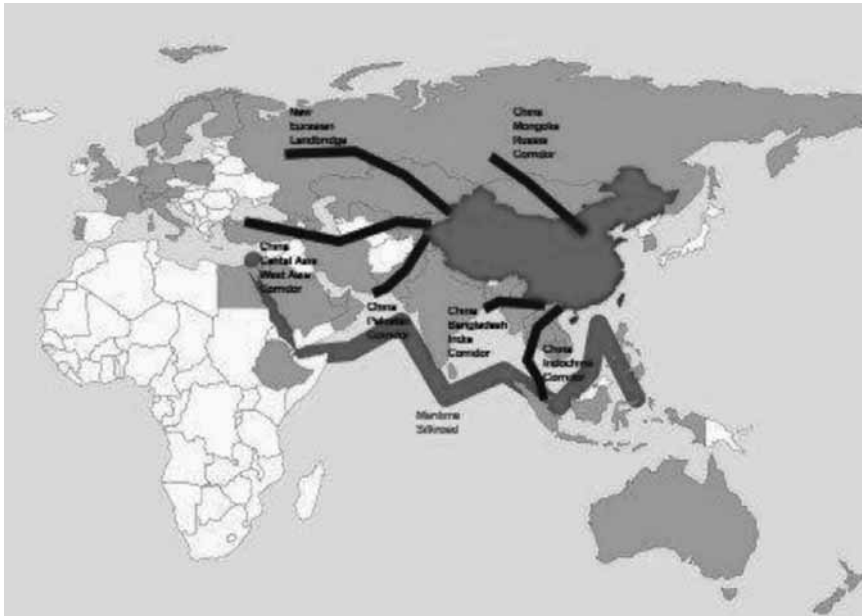 New
Eurasian
Landbridge
China
Mongolia
Russia
Corridor
China
Central Asia
West Asia
Corridor
China
Pakistan
Corridor
China
Bangladesh
India
Corridor
China
Indochina
Corridor
Maritime
Silkroad